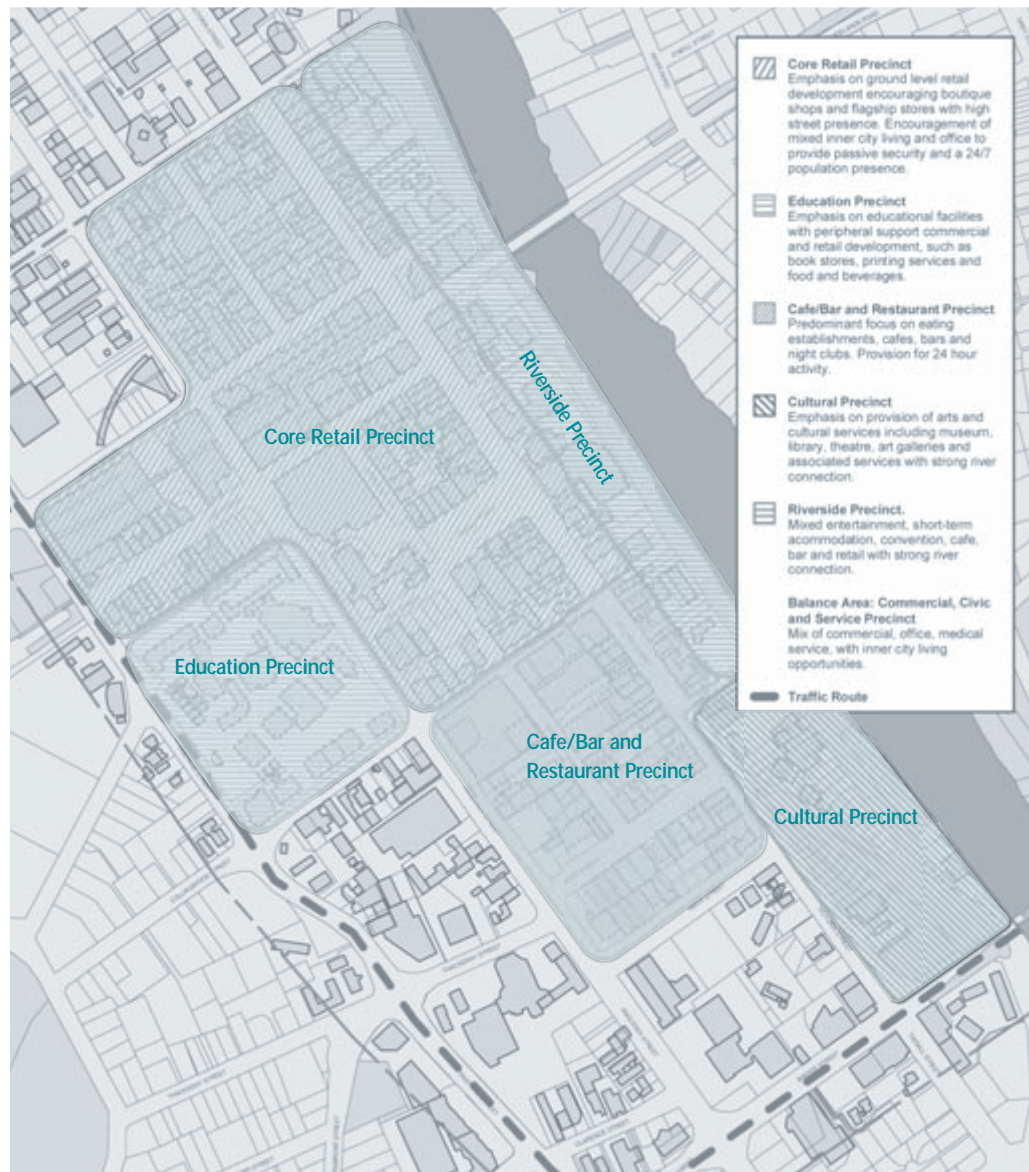 Core Retail Precinct
Emphasis on ground level retail
development encouraging boutique
shops and flagship stores with high
street presence. Encouragement of
mixed inner city living and office to
provide passive security and a 24/7
population presence.
Education Precinct
Emphasis on educational facilities
with peripheral support commercial
and retail development, such as
book stores, printing services and
food and beverages.
Cafe/Bar and Restaurant Precinct
Predominant focus on eating
establishments, cafes, bars and
night clubs. Provision for 24 hour
activity.
Cultural Precinct
Emphasis on provision of arts and
cultural services including museum,
library, theatre, art galleries and
associated services with strong river
connection.
Riverside Precinct.
Mixed entertainment, short-term
acommodation, convention, cafe,
bar and retail with strong river
connection.
Balance Area: Commercial, Civic
and Service Precinct
Mix of commercial, office, medical
service, with inner city living
opportunities.
Traffic Route
Riverside Precinct
Core Retail Precinct
Education Precinct
Cafe/Bar and
Restaurant Precinct
Cultural Precinct